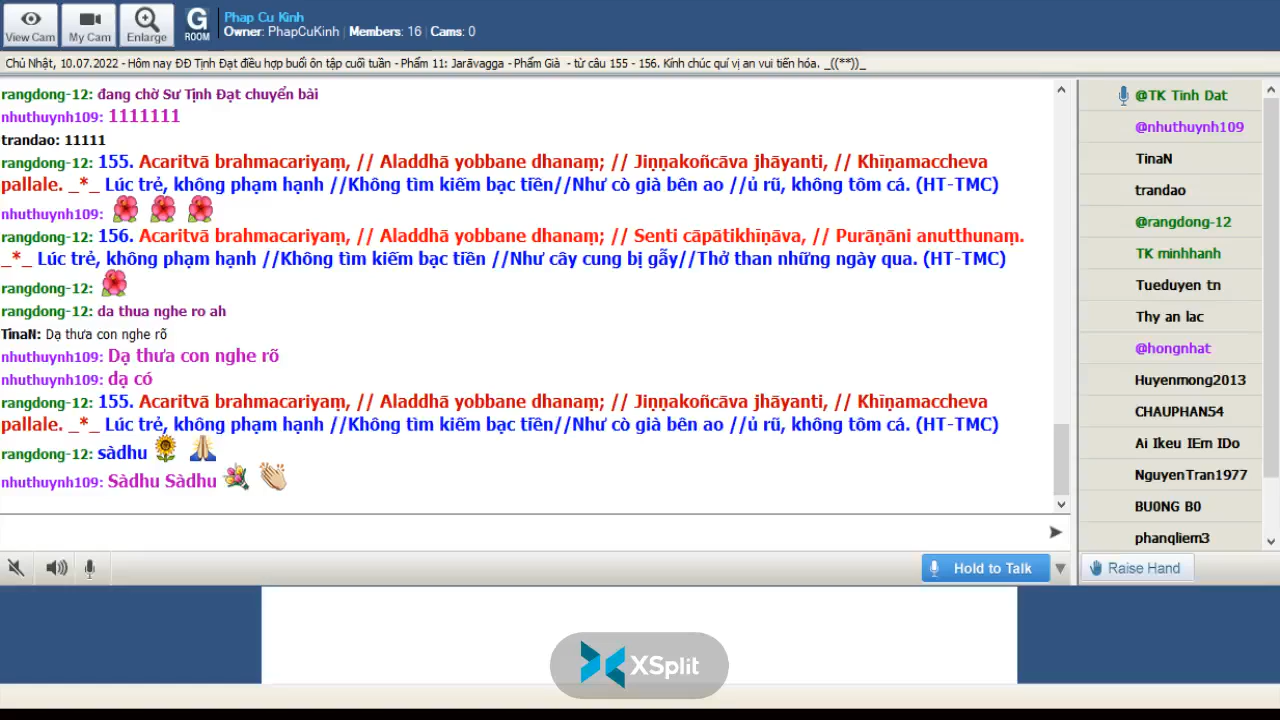 View Cam
My Cam
Enlarge
G
ROOM
Phap Cu Kinh
Owner: PhapCuKinh | Members: 16 | Cams: 0
Chủ Nhật, 10.07.2022 - Hôm nay ĐĐ Tịnh Đạt điều hợp buổi ôn tập cuối tuần - Phẩm 11: Jarāvagga - Phẩm Già - từ câu 155 - 156. Kính chúc quí vị an vui tiến hóa. _((**))_
rangdong-12: đang chờ Sư Tịnh Đạt chuyển bài
nhuthuynh109: 1111111
trandao: 11111
rangdong-12: 155. Acaritvā brahmacariyaṃ, // Aladdhā yobbane dhanaṃ; // Jiṇṇakoñcāva jhāyanti, // Khīṇamaccheva
pallale. _*_ Lúc trẻ, không phạm hạnh //Không tìm kiếm bạc tiền//Như cò già bên ao //ủ rũ, không tôm cá. (HT-TMC)
nhuthuynh109:
rangdong-12: 156. Acaritvā brahmacariyaṃ, // Aladdhā yobbane dhanaṃ; // Senti cāpātikhīṇāva, // Purāṇāni anutthunaṃ.
_*_ Lúc trẻ, không phạm hạnh //Không tìm kiếm bạc tiền //Như cây cung bị gẫy//Thở than những ngày qua. (HT-TMC)
rangdong-12:
rangdong-12: da thua nghe ro ah
TinaN: Dạ thưa con nghe rõ
nhuthuynh109: Dạ thưa con nghe rõ
nhuthuynh109: dạ có
rangdong-12: 155. Acaritvā brahmacariyaṃ, // Aladdhā yobbane dhanaṃ; // Jiṇṇakoñcāva jhāyanti, // Khīṇamaccheva
pallale. _*_ Lúc trẻ, không phạm hạnh //Không tìm kiếm bạc tiền//Như cò già bên ao //ủ rũ, không tôm cá. (HT-TMC)
rangdong-12: sàdhu
nhuthuynh109: Sàdhu Sàdhu
@TK Tinh Dat
@nhuthuynh109
TinaN
trandao
@rangdong-12
TK minhhanh
Tueduyen tn
Thy an lac
@hongnhat
Huyenmong2013
CHAUPHAN54
Ai Ikeu IEm IDo
NguyenTran1977
BU0NG B0
phanqliem3
Hold to Talk
Raise Hand
XSplit